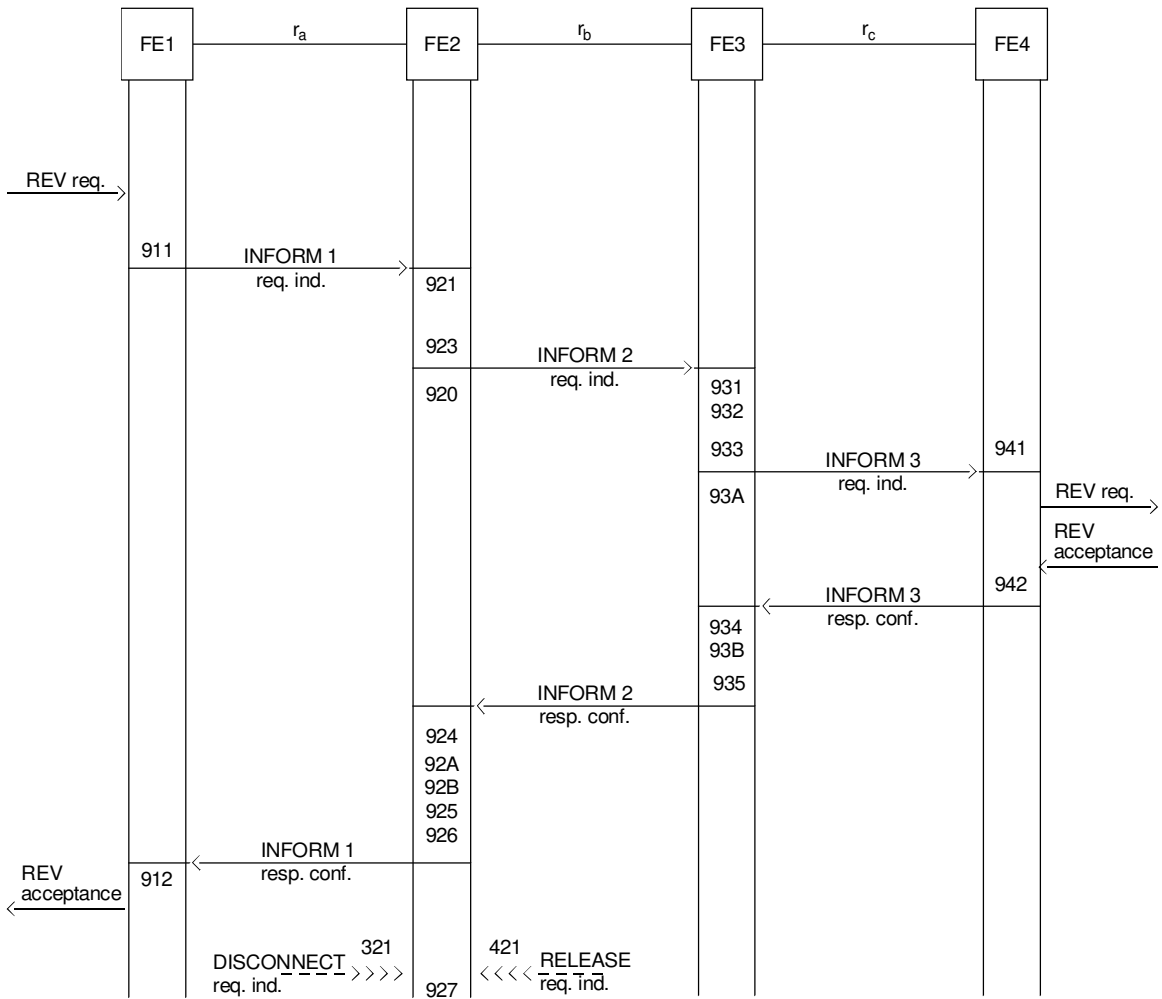 FE1 ra FE2 rb FE3 rc FE4
REV req.
911
INFORM 1
req. ind.
921
923
INFORM 2
req. ind.
920
931
932
933
941
INFORM 3
req. ind.
93A
REV req.
REV
acceptance
942
INFORM 3
resp. conf.
934
93B
935
INFORM 2
resp. conf.
924
92A
92B
925
926
INFORM 1
resp. conf.
912
REV
acceptance
321
DISCONNECT
req. ind.
421
RELEASE
req. ind.
927